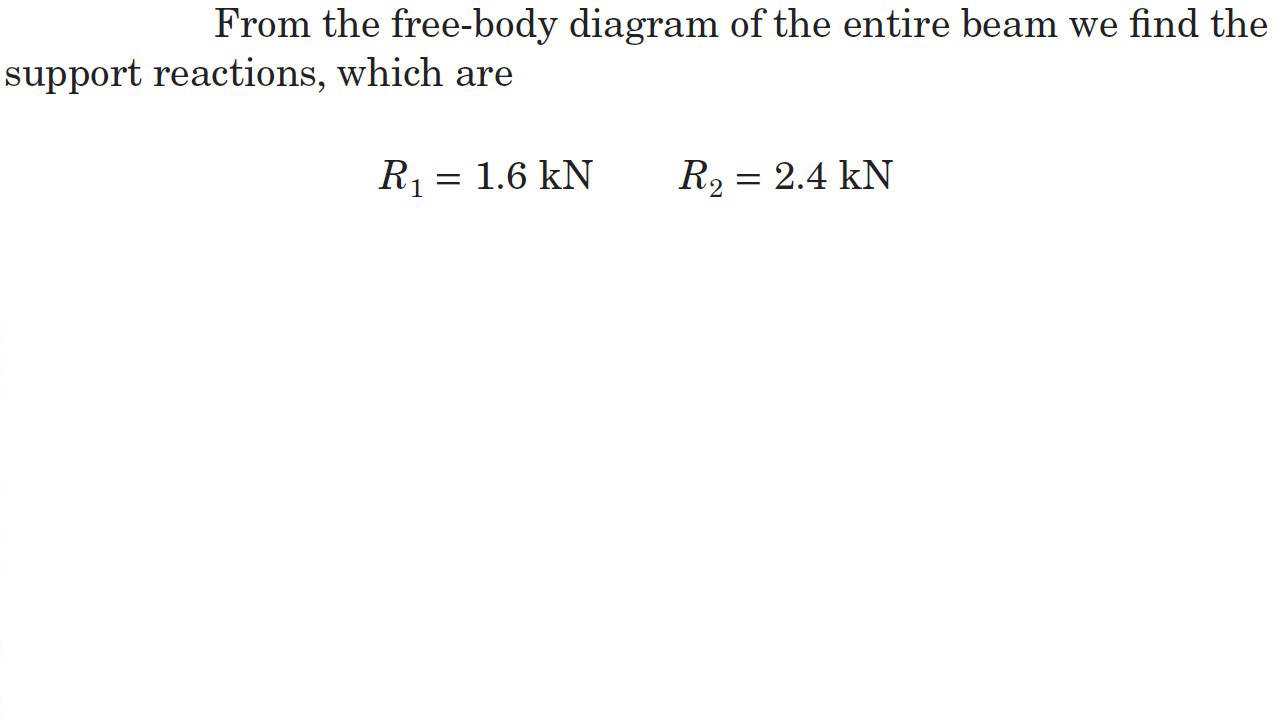 From the free-body diagram of the entire beam we find the
support reactions, which are
R₁ = 1.6 kN R₂ = 2.4 kN